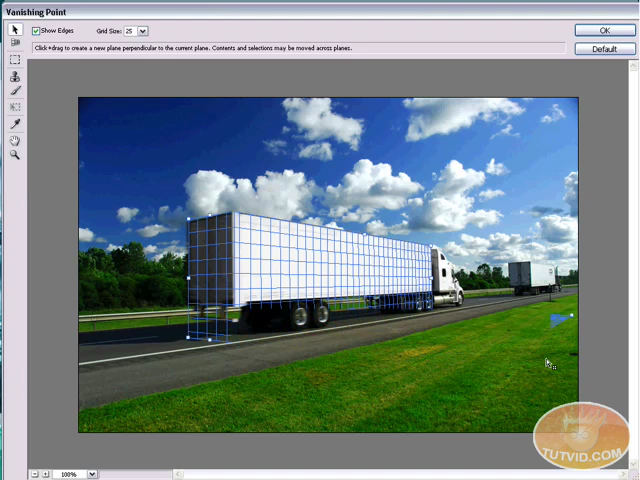 Vanishing Point
Show Edges
Grid Size: 25
OK
Click+drag to create a new plane perpendicular to the current plane. Contents and selections may be moved across planes.
Default
100%
TUTVID.COM